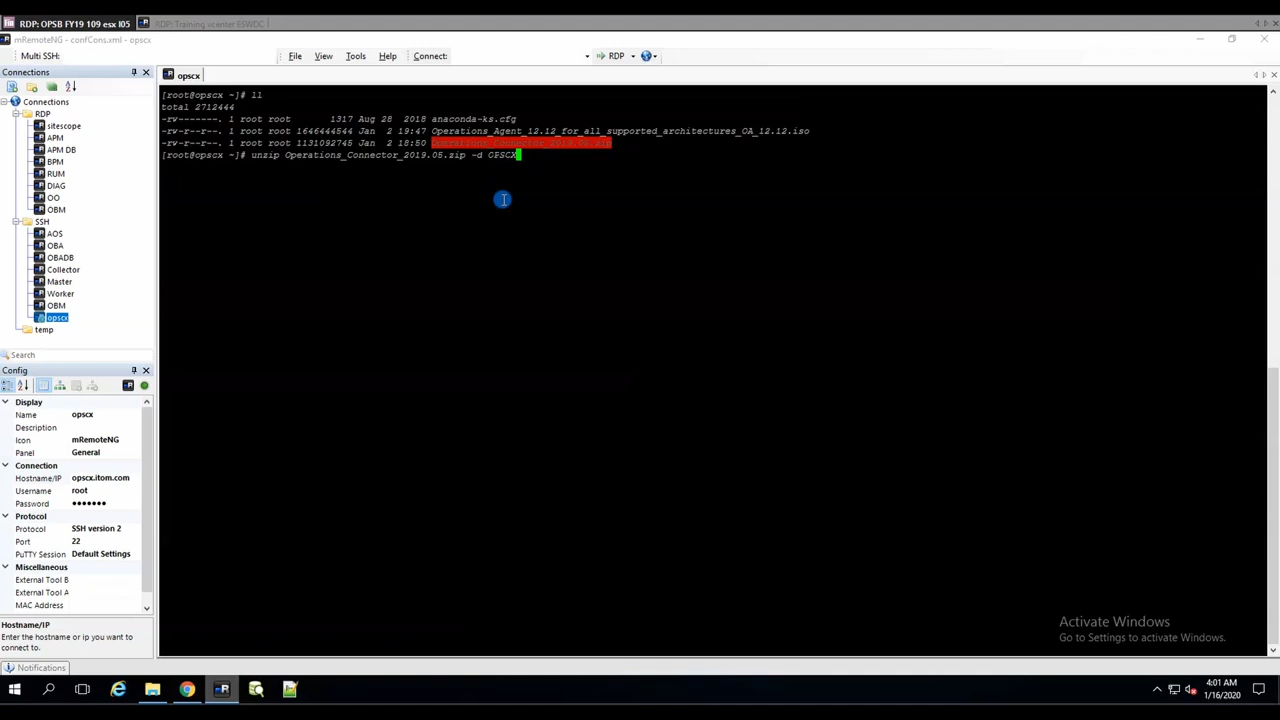 RDP: OPSB FY19 109 esx I05
RDP: Training vcenter ESWDC
mRemoteNG - confCons.xml - opscx
Multi SSH:
File View Tools Help Connect: RDP
Connections
opscx
Connections
RDP
sitescope
APM
APM DB
BPM
RUM
DIAG
OO
OBM
SSH
AOS
OBA
OBADB
Collector
Master
Worker
OBM
opscx
temp
Search
Config
Display
Name opscx
Description
Icon mRemoteNG
Panel General
Connection
Hostname/IP opscx.itom.com
Username root
Password •••••••
Protocol
Protocol SSH version 2
Port 22
PuTTY Session Default Settings
Miscellaneous
External Tool B
External Tool A
MAC Address
Hostname/IP
Enter the hostname or ip you want to
connect to.
Notifications
[root@opscx ~]# ll
total 2712444
-rw-------. 1 root root 1317 Aug 28 2018 anaconda-ks.cfg
-rw-r--r--. 1 root root 1646444544 Jan 2 19:47 Operations_Agent_12.12_for_all_supported_architectures_OA_12.12.iso
-rw-r--r--. 1 root root 1131092745 Jan 2 18:50 Operations_Connector_2019.05.zip
[root@opscx ~]# unzip Operations_Connector_2019.05.zip -d OPSCX
Activate Windows
Go to Settings to activate Windows.
4:01 AM
1/16/2020